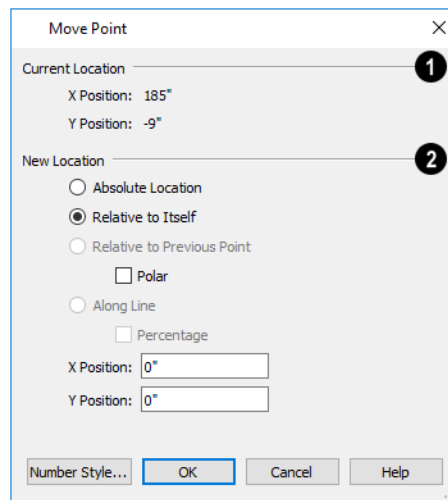 Move Point
Current Location 1
X Position: 185"
Y Position: -9"
New Location 2
Absolute Location
Relative to Itself
Relative to Previous Point
Polar
Along Line
Percentage
X Position: 0"
Y Position: 0"
Number Style... OK Cancel Help